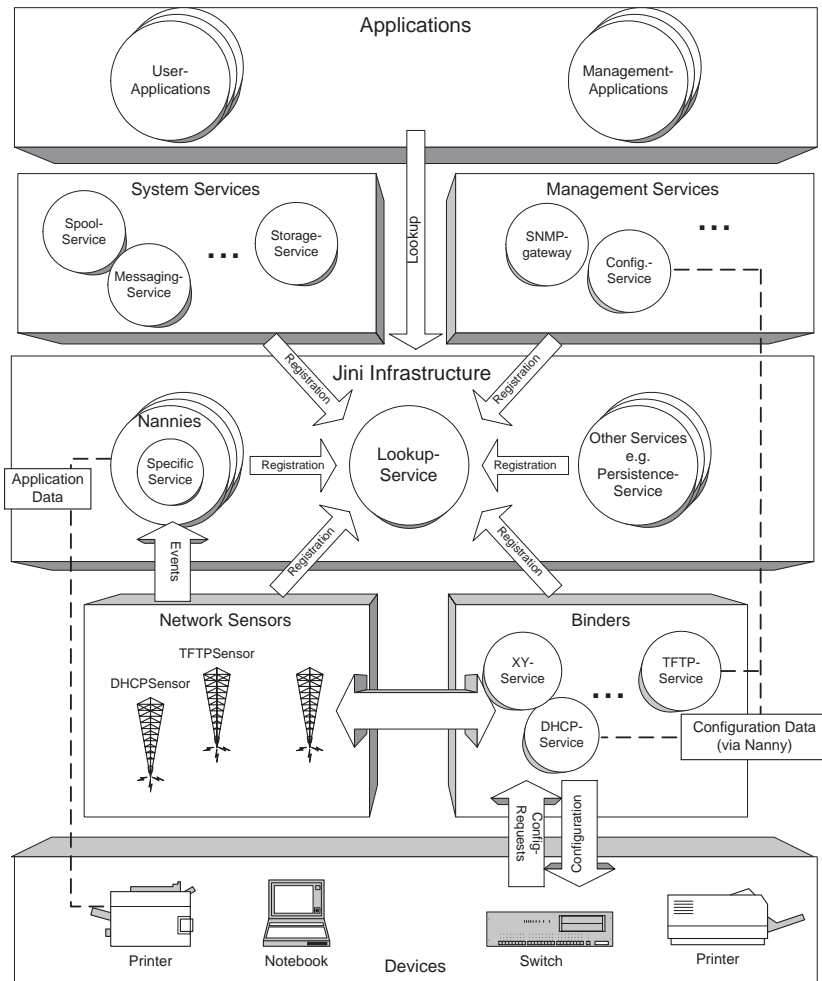 Applications
User-
Applications
Management-
Applications
Lookup
System Services
Spool-
Service
Messaging-
Service
...
Storage-
Service
Management Services
SNMP-
gateway
Config.-
Service
...
Registration
Registration
Jini Infrastructure
Nannies
Specific
Service
Registration
Lookup-
Service
Registration
Other Services
e.g.
Persistence-
Service
Application
Data
Events
Registration
Registration
Network Sensors
TFTPSensor
DHCPSensor
Binders
XY-
Service
...
TFTP-
Service
DHCP-
Service
Configuration Data
(via Nanny)
Config-
Requests
Configuration
Printer
Notebook
Switch
Printer
Devices